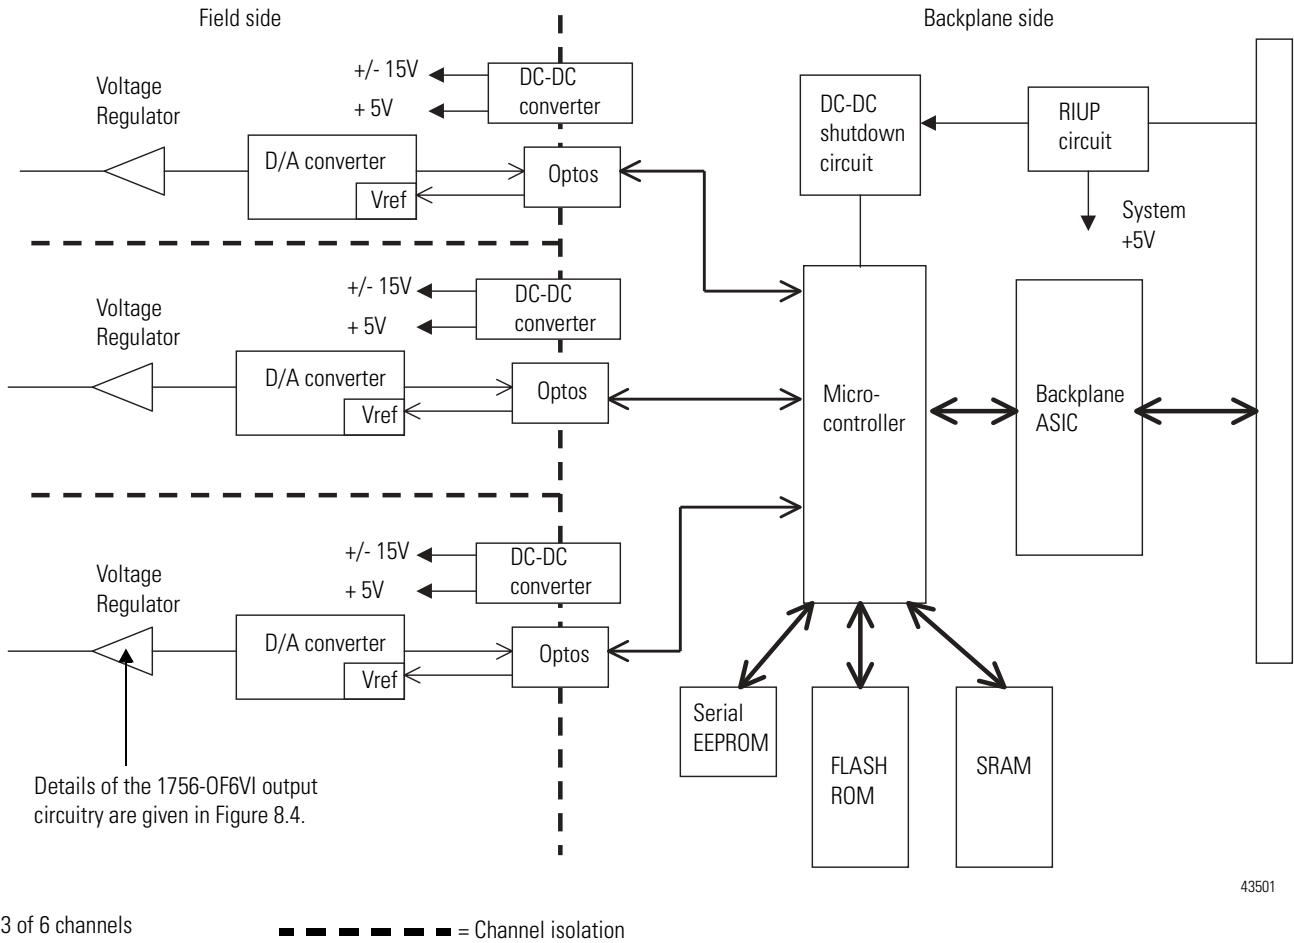 Field side
Backplane side
+/- 15V
+ 5V
DC-DC
converter
Voltage
Regulator
D/A converter
Vref
Optos
DC-DC
shutdown
circuit
RIUP
circuit
System
+5V
+/- 15V
+ 5V
DC-DC
converter
Voltage
Regulator
D/A converter
Vref
Optos
Micro-
controller
Backplane
ASIC
+/- 15V
+ 5V
DC-DC
converter
Voltage
Regulator
D/A converter
Vref
Optos
Serial
EEPROM
FLASH
ROM
SRAM
Details of the 1756-OF6VI output
circuitry are given in Figure 8.4.
43501
3 of 6 channels
= Channel isolation